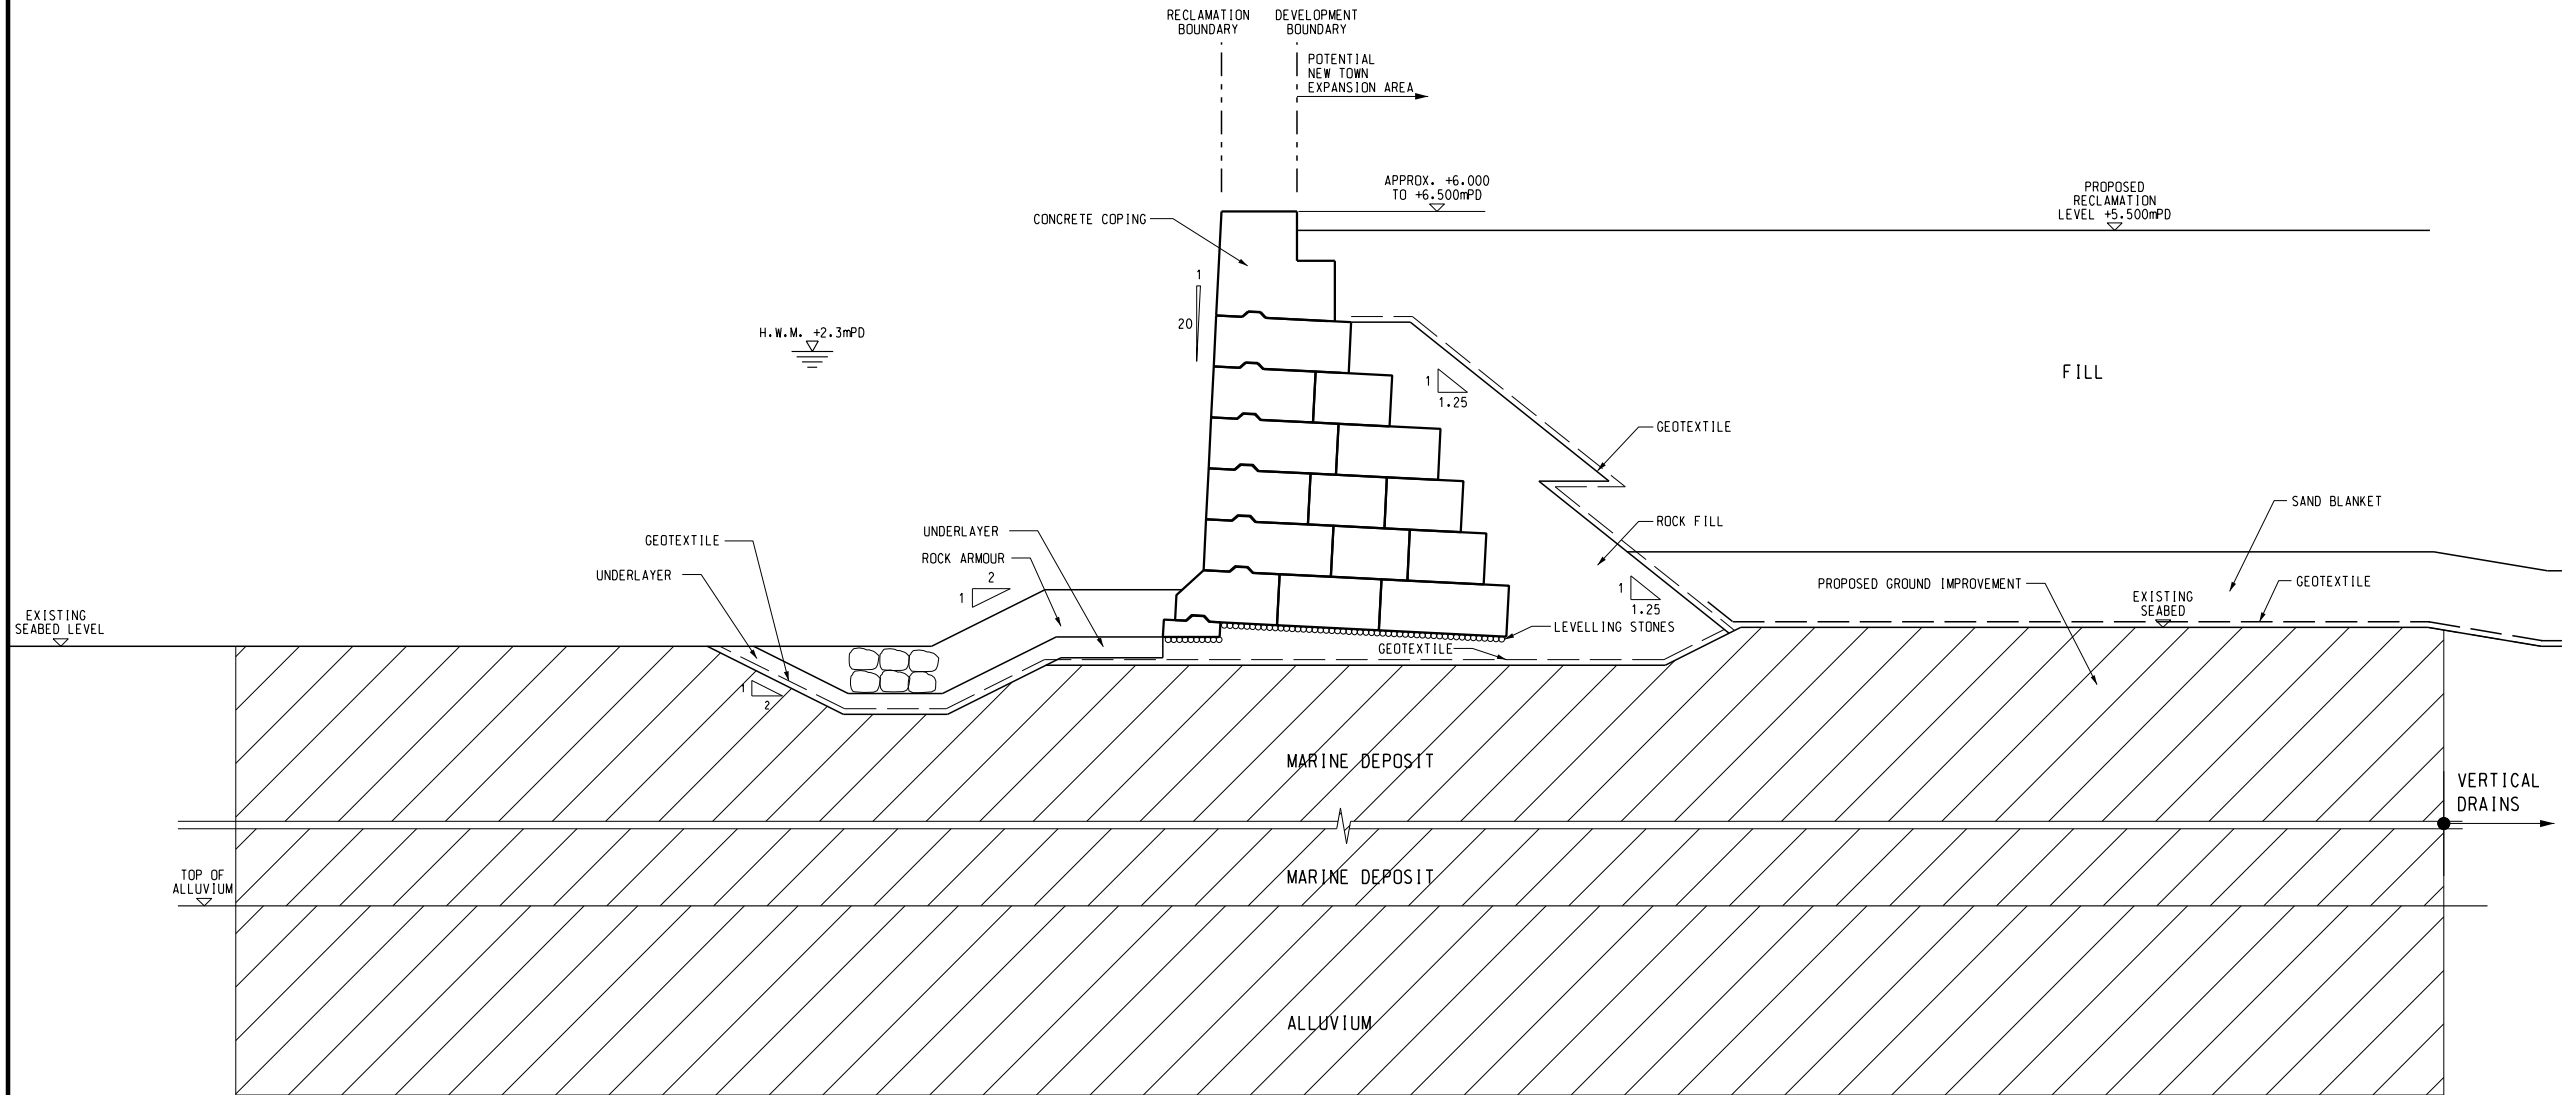 RECLAMATION
BOUNDARY
DEVELOPMENT
BOUNDARY
POTENTIAL
NEW TOWN
EXPANSION AREA
APPROX. +6.000
TO +6.500mPD
PROPOSED
RECLAMATION
LEVEL +5.500mPD
CONCRETE COPING
1
20
H.W.M. +2.3mPD
FILL
1
1.25
GEOTEXTILE
SAND BLANKET
ROCK FILL
UNDERLAYER
GEOTEXTILE
ROCK ARMOUR
UNDERLAYER
2
1
PROPOSED GROUND IMPROVEMENT
GEOTEXTILE
1
1.25
EXISTING
SEABED
EXISTING
SEABED LEVEL
LEVELLING STONES
GEOTEXTILE
1
2
MARINE DEPOSIT
VERTICAL
DRAINS
MARINE DEPOSIT
TOP OF
ALLUVIUM
ALLUVIUM